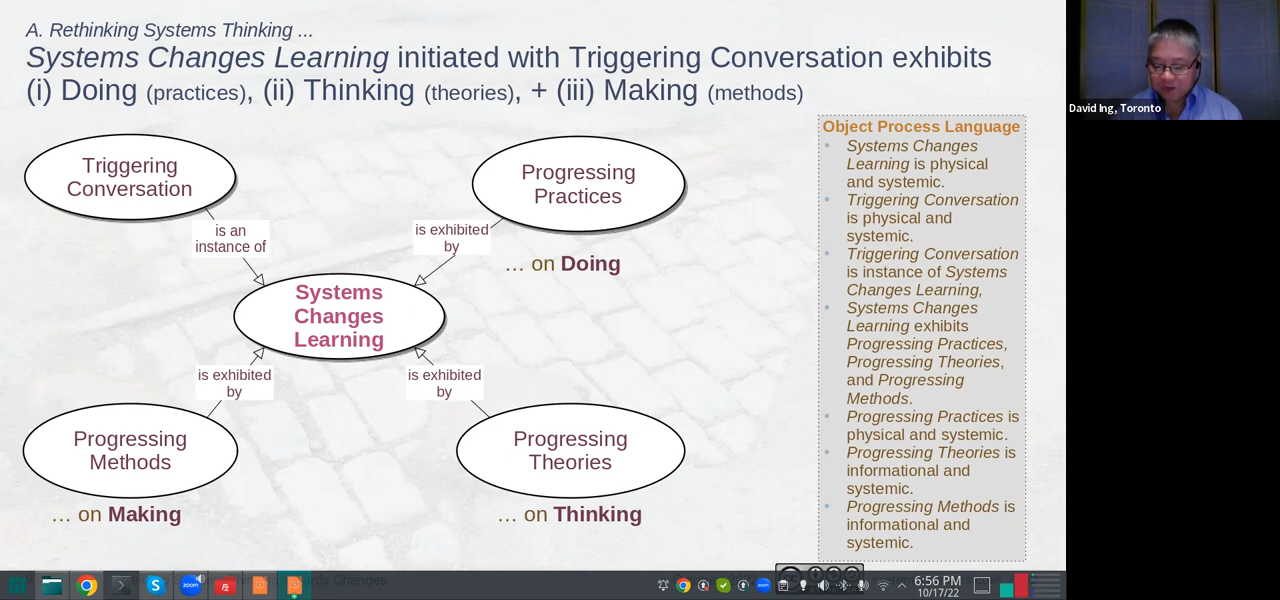 A. Rethinking Systems Thinking ...
Systems Changes Learning initiated with Triggering Conversation exhibits
(i) Doing (practices), (ii) Thinking (theories), + (iii) Making (methods)
David Ing, Toronto
Triggering
Conversation
Progressing
Practices
is an
instance of
is exhibited
by
… on Doing
Systems
Changes
Learning
is exhibited
by
is exhibited
by
Progressing
Methods
Progressing
Theories
… on Making
… on Thinking
Object Process Language
• Systems Changes
Learning is physical
and systemic.
• Triggering Conversation
is physical and
systemic.
• Triggering Conversation
is instance of Systems
Changes Learning,
• Systems Changes
Learning exhibits
Progressing Practices,
Progressing Theories,
and Progressing
Methods.
• Progressing Practices is
physical and systemic.
• Progressing Theories is
informational and
systemic.
• Progressing Methods is
informational and
systemic.
zoom
6:56 PM
10/17/22